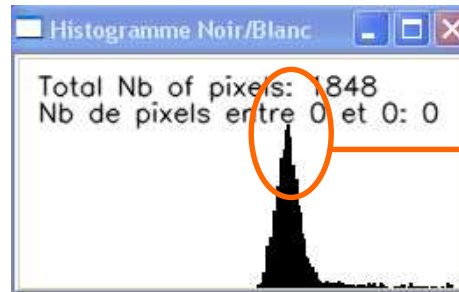 Histogramme Noir/Blanc
Total Nb of pixels: 1848
Nb de pixels entre 0 et 0: 0